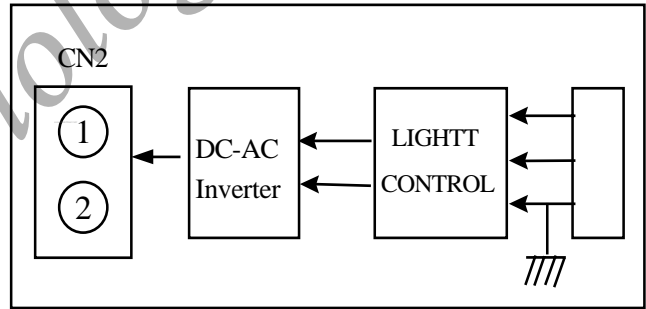 CN2
1
2
DC-AC
Inverter
LIGHTT
CONTROL